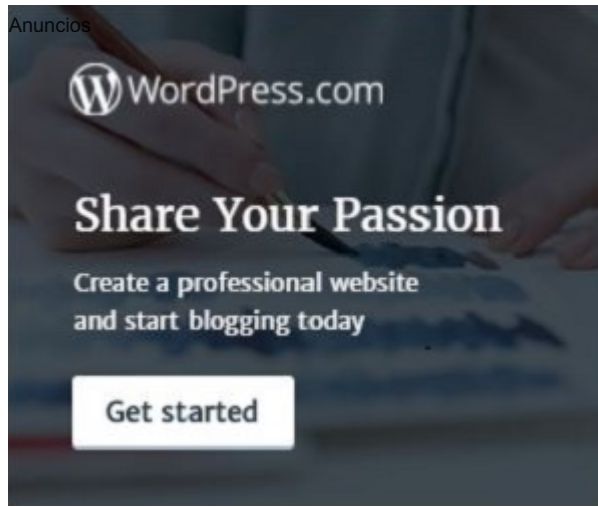 Anuncios
WordPress.com
Share Your Passion
Create a professional website
and start blogging today
Get started